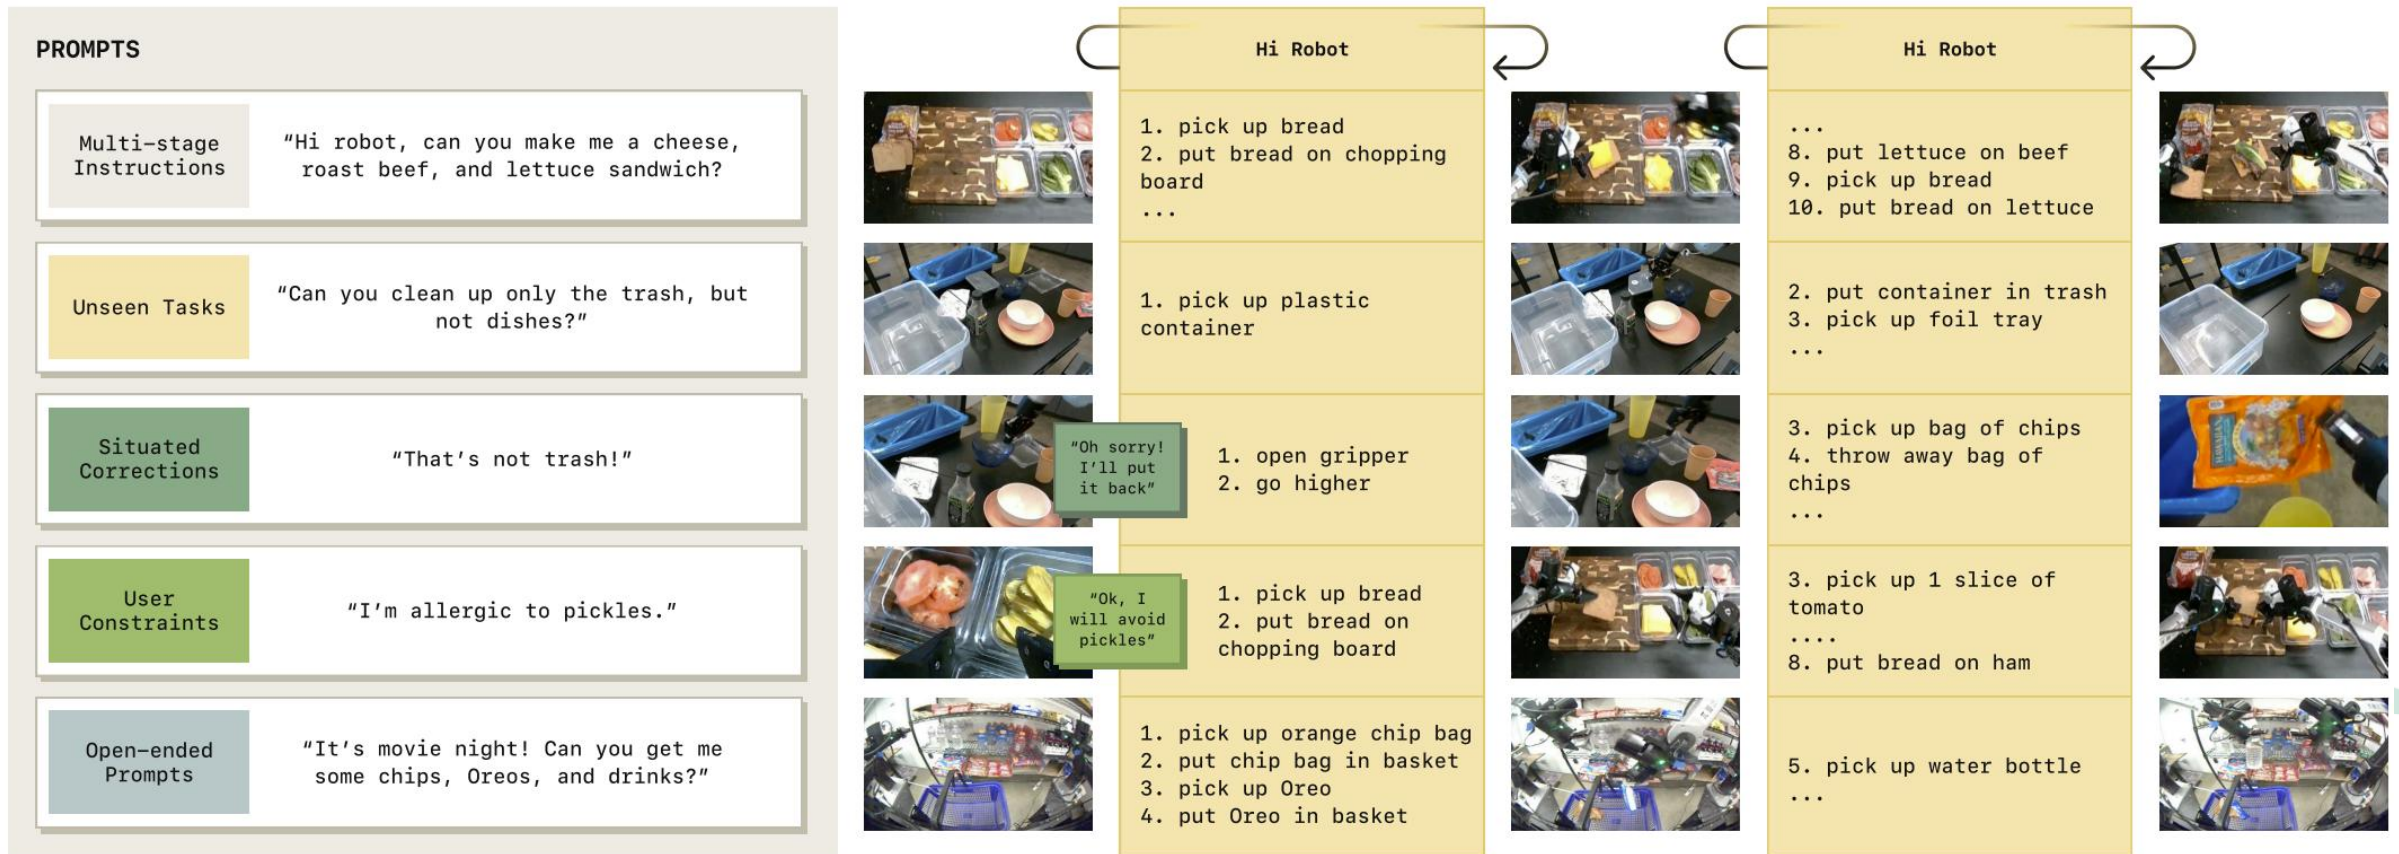 PROMPTS
Hi Robot
Hi Robot
Multi-stage
Instructions
“Hi robot, can you make me a cheese,
roast beef, and lettuce sandwich?
1. pick up bread
2. put bread on chopping
board
...
...
8. put lettuce on beef
9. pick up bread
10. put bread on lettuce
Unseen Tasks
“Can you clean up only the trash, but
not dishes?”
1. pick up plastic
container
2. put container in trash
3. pick up foil tray
...
Situated
Corrections
“That’s not trash!”
“Oh sorry!
I’ll put
it back”
1. open gripper
2. go higher
3. pick up bag of chips
4. throw away bag of
chips
...
User
Constraints
“I’m allergic to pickles.”
“Ok, I
will avoid
pickles”
1. pick up bread
2. put bread on
chopping board
3. pick up 1 slice of
tomato
....
8. put bread on ham
Open-ended
Prompts
“It’s movie night! Can you get me
some chips, Oreos, and drinks?”
1. pick up orange chip bag
2. put chip bag in basket
3. pick up Oreo
4. put Oreo in basket
5. pick up water bottle
...